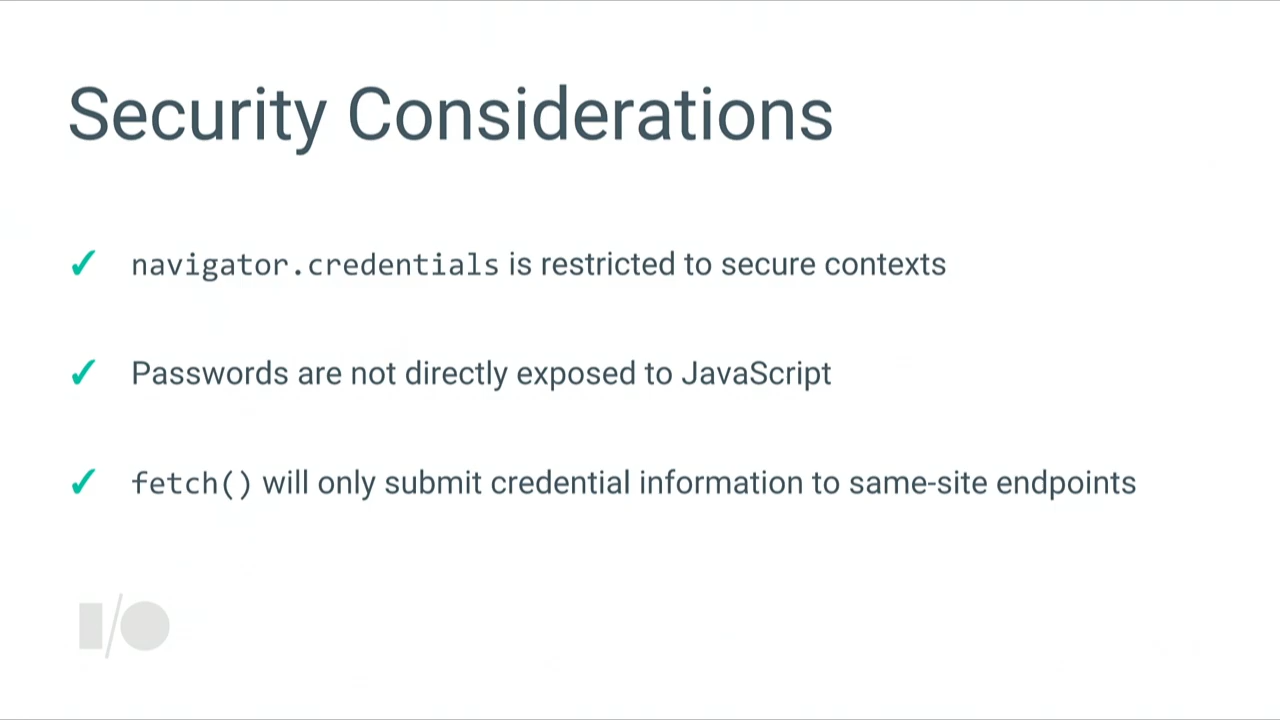 Security Considerations
✓ navigator.credentials is restricted to secure contexts
✓ Passwords are not directly exposed to JavaScript
✓ fetch() will only submit credential information to same-site endpoints
I/O